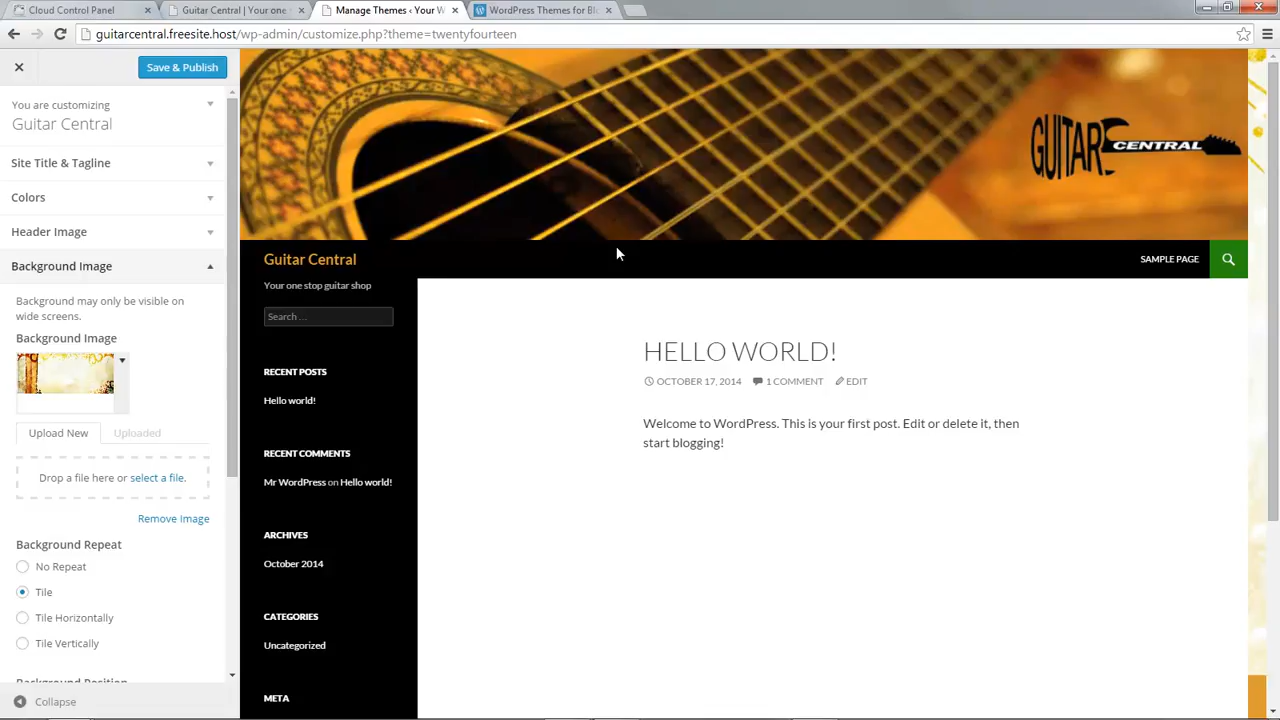 Cloud Control Panel
Guitar Central | Your one
Manage Themes ‹ Your W
WordPress Themes for Bl
guitarcentral.freesite.host/wp-admin/customize.php?theme=twentyfourteen
Save & Publish
You are customizing
Guitar Central
Site Title & Tagline
Colors
Header Image
Background Image
Background may only be visible on
wide screens.
Background Image
Upload New
Uploaded
Drop a file here or select a file.
Remove Image
Background Repeat
No Repeat
Tile
Tile Horizontally
Tile Vertically
Background Position
Collapse
GUITAR CENTRAL
Guitar Central
SAMPLE PAGE
Your one stop guitar shop
Search …
RECENT POSTS
Hello world!
RECENT COMMENTS
Mr WordPress on Hello world!
ARCHIVES
October 2014
CATEGORIES
Uncategorized
META
HELLO WORLD!
OCTOBER 17, 2014 1 COMMENT EDIT
Welcome to WordPress. This is your first post. Edit or delete it, then
start blogging!